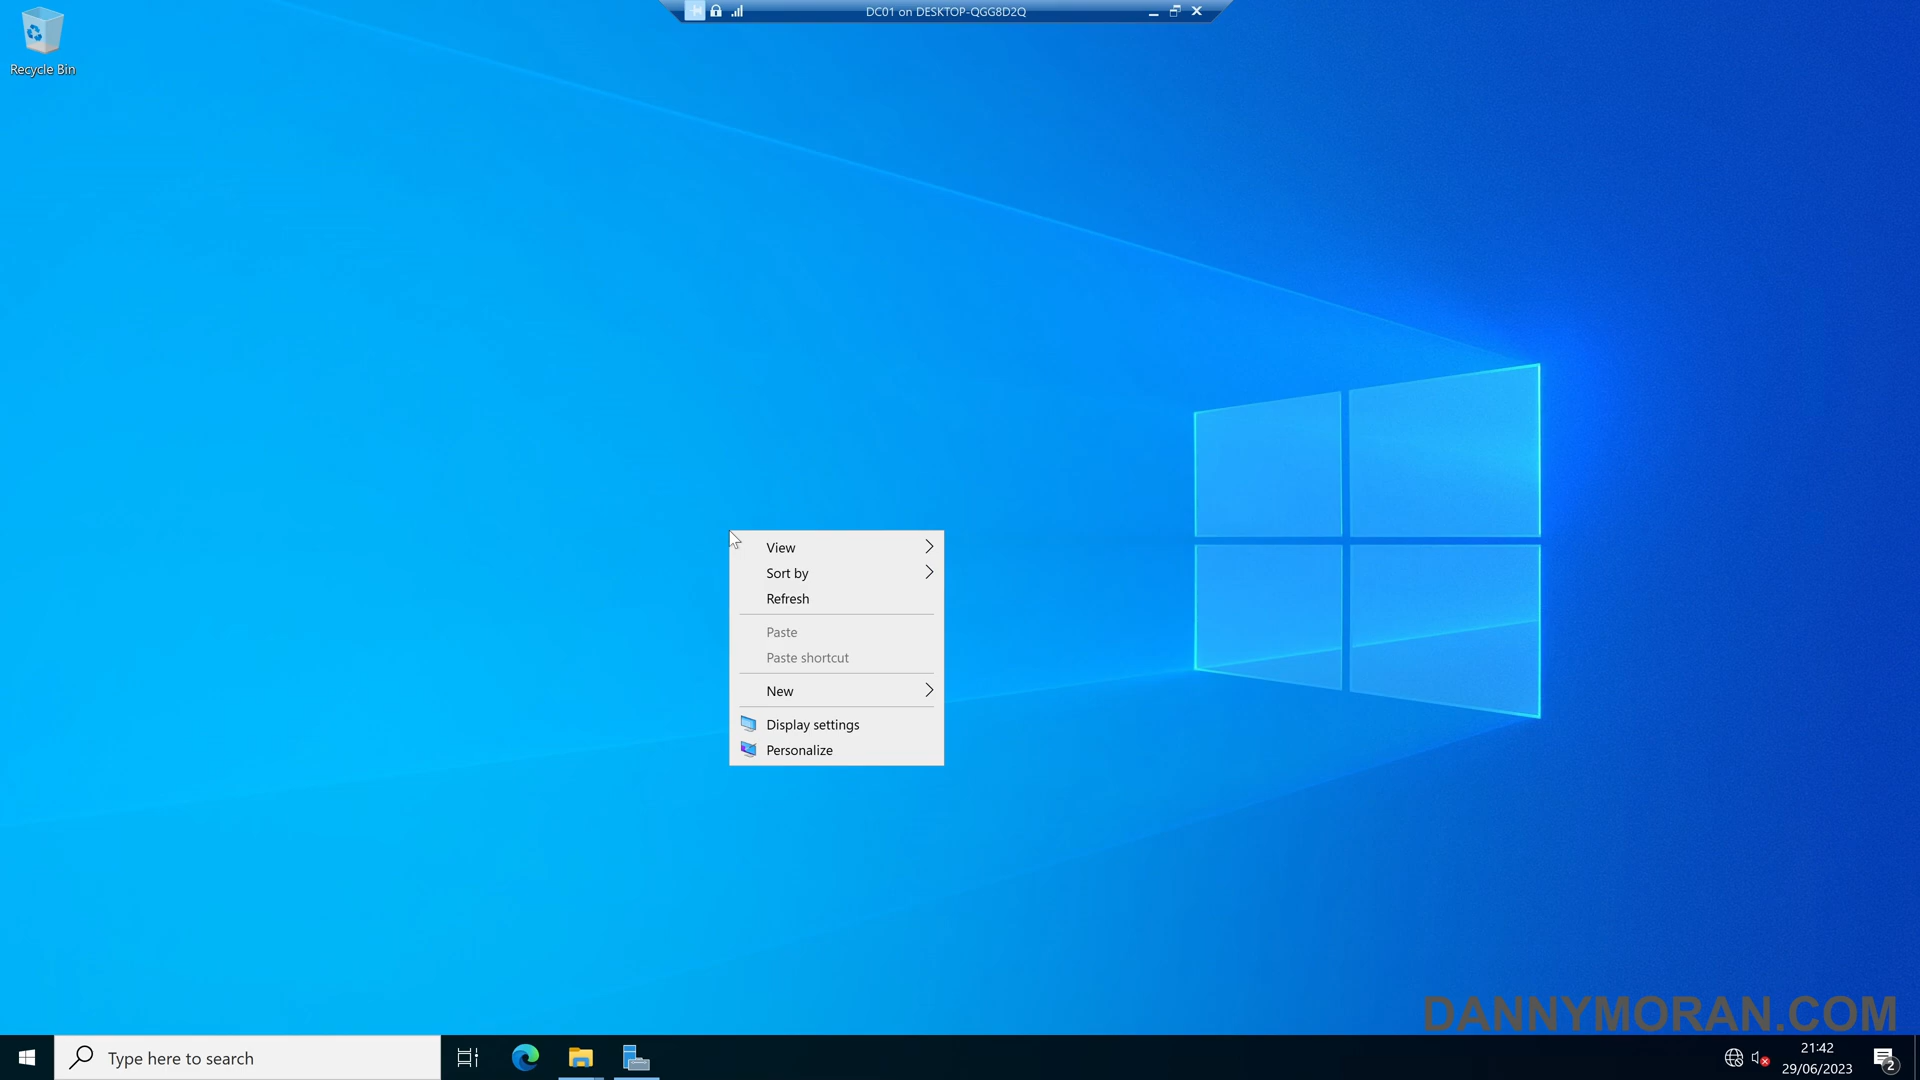 DC01 on DESKTOP-QGG8D2Q
Recycle Bin
View
Sort by
Refresh
Paste
Paste shortcut
New
Display settings
Personalize
DANNYMORAN.COM
Type here to search
21:42
29/06/2023
2